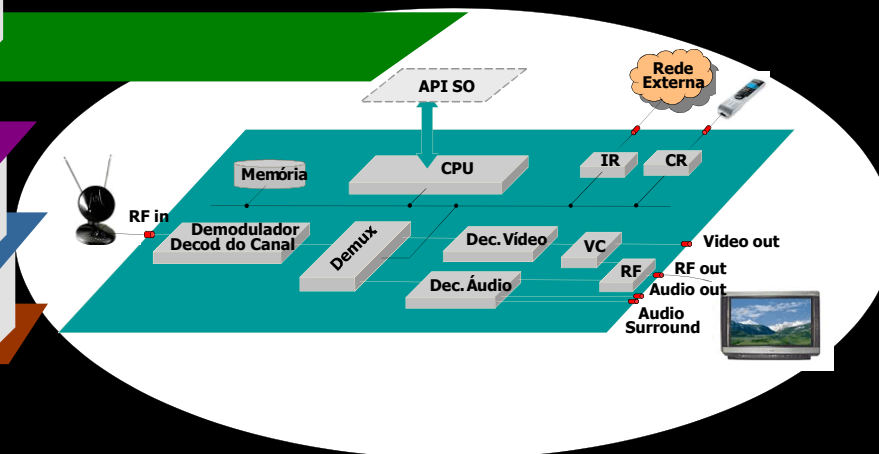 API SO
Rede
Externa
Memória
CPU
IR
CR
RF in
Demodulador
Decod. do Canal
Demux
Dec. Vídeo
VC
Video out
RF
RF out
Dec. Áudio
Audio out
Audio
Surround